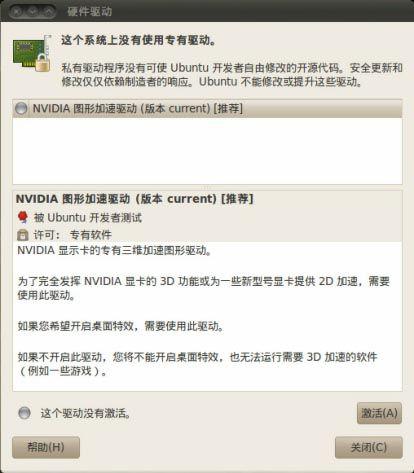 硬件驱动
这个系统上没有使用专有驱动。
私有驱动程序没有可使 Ubuntu 开发者自由修改的开源代码。安全更新和
修改仅仅依赖制造者的响应。Ubuntu 不能修改或提升这些驱动。
NVIDIA 图形加速驱动 (版本 current) [推荐]
NVIDIA 图形加速驱动 (版本 current) [推荐]
被 Ubuntu 开发者测试
许可： 专有软件
NVIDIA 显示卡的专有三维加速图形驱动。
为了完全发挥 NVIDIA 显卡的 3D 功能或为一些新型号显卡提供 2D 加速，需要
使用此驱动。
如果您希望开启桌面特效，需要使用此驱动。
如果不开启此驱动，您将不能开启桌面特效，也无法运行需要 3D 加速的软件
（例如一些游戏）。
这个驱动没有激活。
激活(A)
帮助(H)
关闭(C)